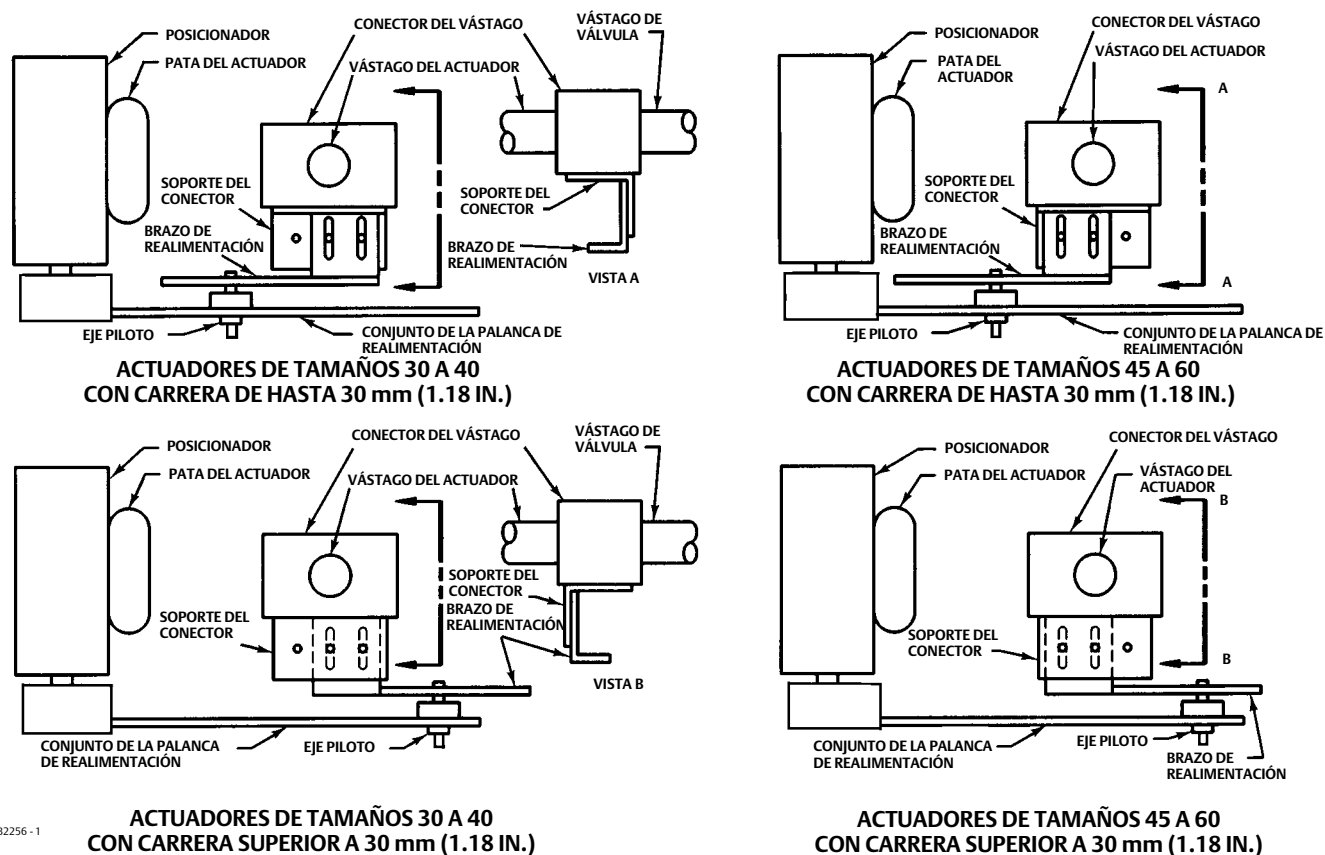 POSICIONADOR
PATA DEL ACTUADOR
CONECTOR DEL VÁSTAGO
VÁSTAGO DEL ACTUADOR
VÁSTAGO DE
VÁLVULA
SOPORTE DEL
CONECTOR
BRAZO DE
REALIMENTACIÓN
SOPORTE DEL
CONECTOR
BRAZO DE
REALIMENTACIÓN
VISTA A
EJE PILOTO
CONJUNTO DE LA PALANCA DE
REALIMENTACIÓN
ACTUADORES DE TAMAÑOS 30 A 40
CON CARRERA DE HASTA 30 mm (1.18 IN.)
POSICIONADOR
PATA DEL
ACTUADOR
CONECTOR DEL VÁSTAGO
VÁSTAGO DEL ACTUADOR
A
SOPORTE DEL
CONECTOR
BRAZO DE
REALIMENTACIÓN
A
EJE PILOTO
CONJUNTO DE LA PALANCA DE
REALIMENTACIÓN
ACTUADORES DE TAMAÑOS 45 A 60
CON CARRERA DE HASTA 30 mm (1.18 IN.)
POSICIONADOR
PATA DEL ACTUADOR
CONECTOR DEL VÁSTAGO
VÁSTAGO DEL ACTUADOR
VÁSTAGO DE
VÁLVULA
SOPORTE DEL
CONECTOR
SOPORTE DEL
CONECTOR
BRAZO DE
REALIMENTACIÓN
VISTA B
CONJUNTO DE LA PALANCA
DE REALIMENTACIÓN
EJE PILOTO
ACTUADORES DE TAMAÑOS 30 A 40
CON CARRERA SUPERIOR A 30 mm (1.18 IN.)
POSICIONADOR
PATA DEL ACTUADOR
CONECTOR DEL VÁSTAGO
VÁSTAGO DEL
ACTUADOR
B
SOPORTE DEL
CONECTOR
B
CONJUNTO DE LA PALANCA
DE REALIMENTACIÓN
EJE PILOTO
BRAZO DE
REALIMENTACIÓN
ACTUADORES DE TAMAÑOS 45 A 60
CON CARRERA SUPERIOR A 30 mm (1.18 IN.)